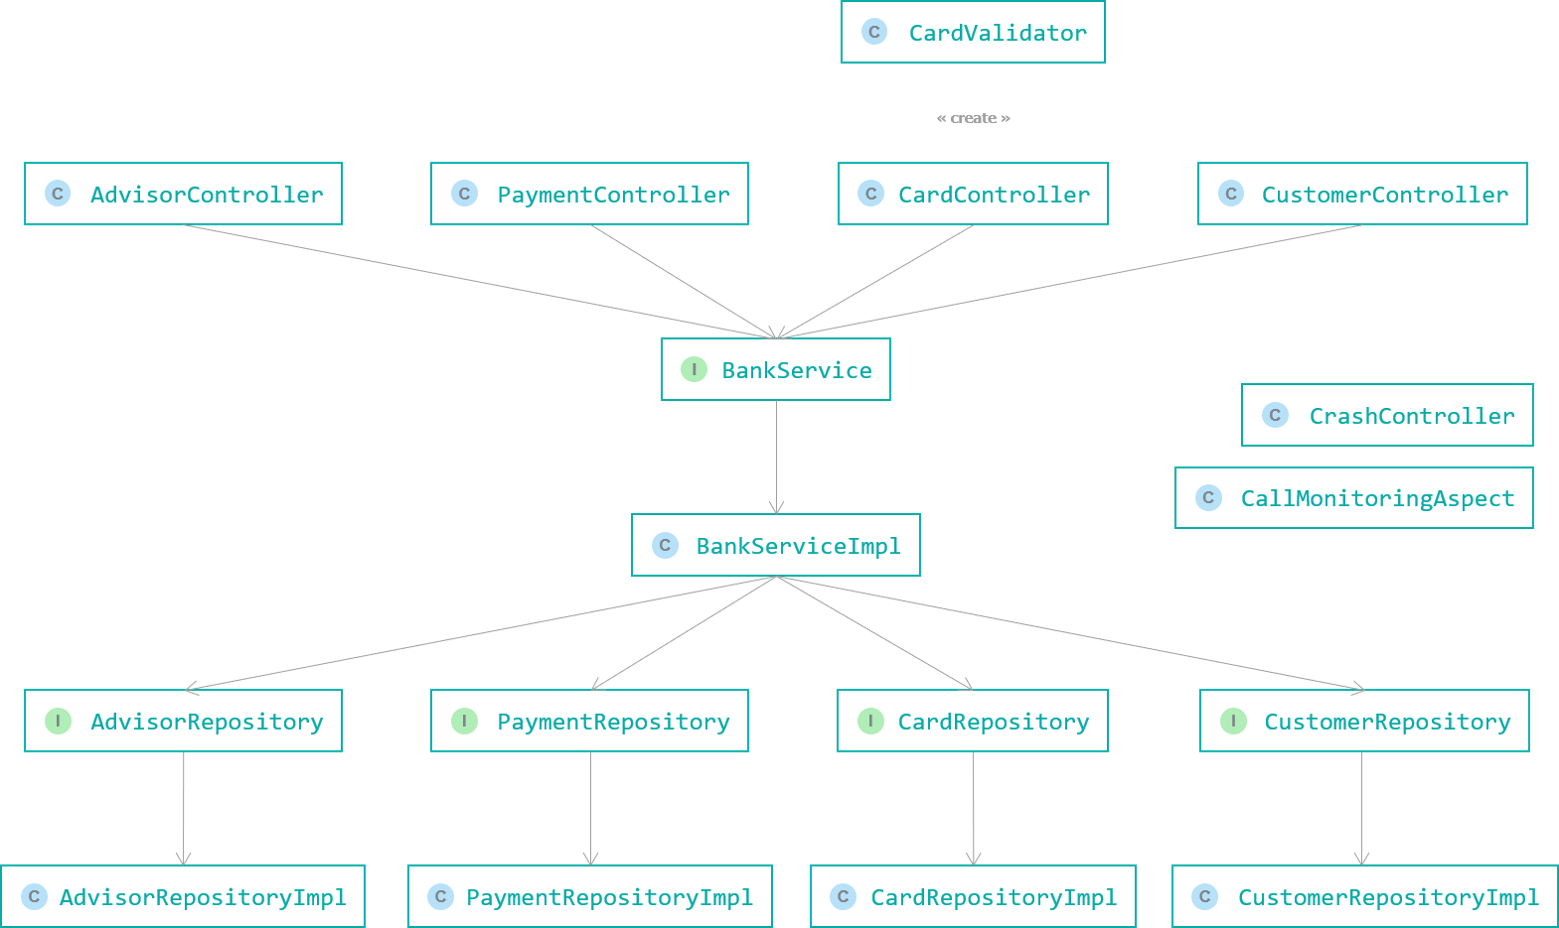 C CardValidator
« create »
C AdvisorController
C PaymentController
C CardController
C CustomerController
I BankService
C CrashController
C CallMonitoringAspect
C BankServiceImpl
I AdvisorRepository
I PaymentRepository
I CardRepository
I CustomerRepository
C AdvisorRepositoryImpl
C PaymentRepositoryImpl
C CardRepositoryImpl
C CustomerRepositoryImpl